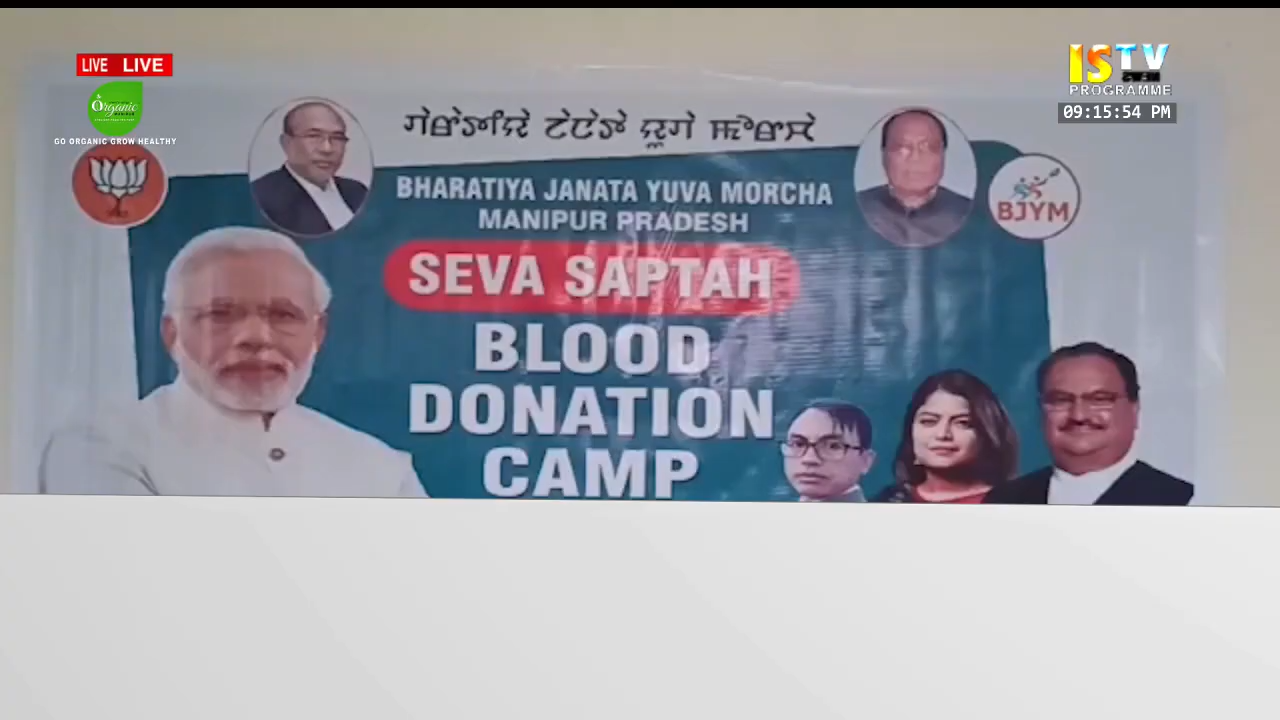 LIVE LIVE
ISTV
PROGRAMME
09:15:54 PM
Organic
GO ORGANIC GROW HEALTHY
BHARATIYA JANATA YUVA MORCHA
MANIPUR PRADESH
BJYM
SEVA SAPTAH
BLOOD
DONATION
CAMP